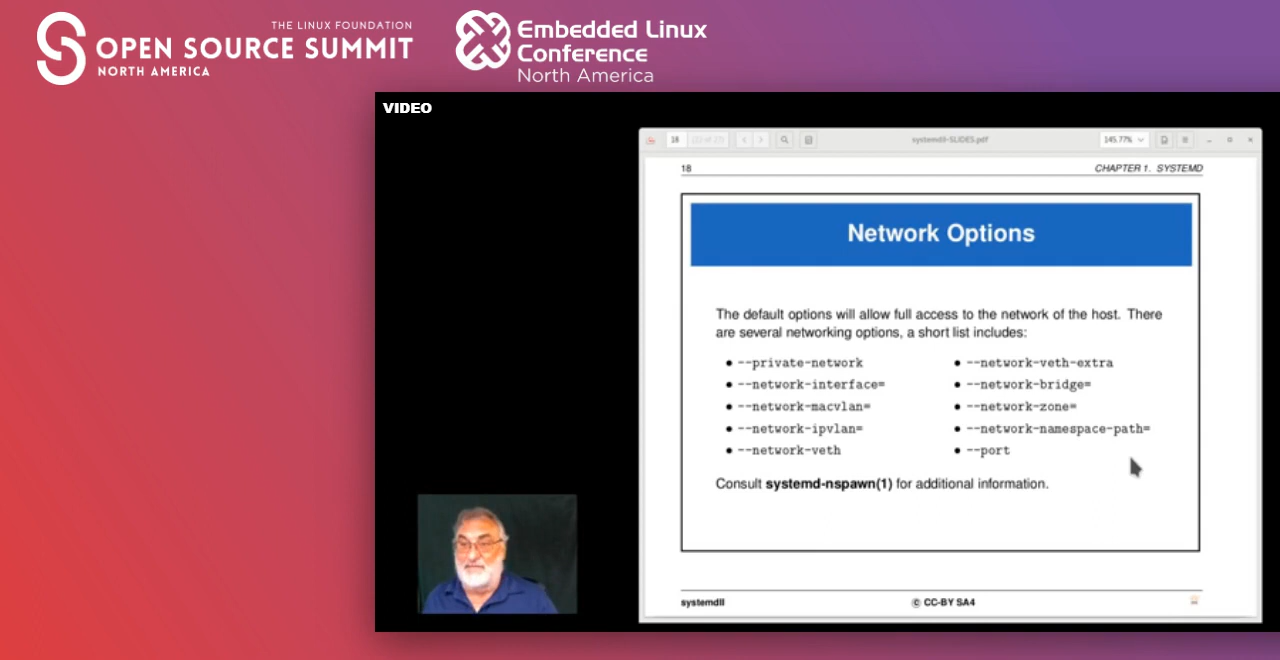 THE LINUX FOUNDATION
OPEN SOURCE SUMMIT
NORTH AMERICA
Embedded Linux
Conference
North America
VIDEO
18
systemdII-SLIDES.pdf
145.77%
18 CHAPTER 1. SYSTEMD
Network Options
The default options will allow full access to the network of the host. There
are several networking options, a short list includes:
• --private-network
• --network-interface=
• --network-macvlan=
• --network-ipvlan=
• --network-veth
• --network-veth-extra
• --network-bridge=
• --network-zone=
• --network-namespace-path=
• --port
Consult systemd-nspawn(1) for additional information.
systemdII © CC-BY SA4